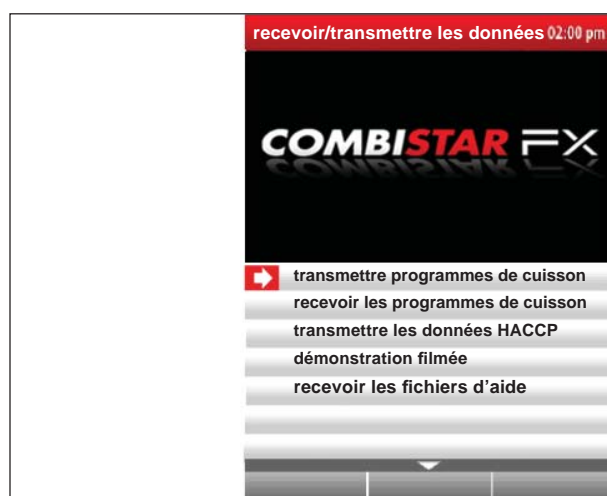 recevoir/transmettre les données 02:00 pm
COMBISTAR FX
transmettre programmes de cuisson
recevoir les programmes de cuisson
transmettre les données HACCP
démonstration filmée
recevoir les fichiers d’aide